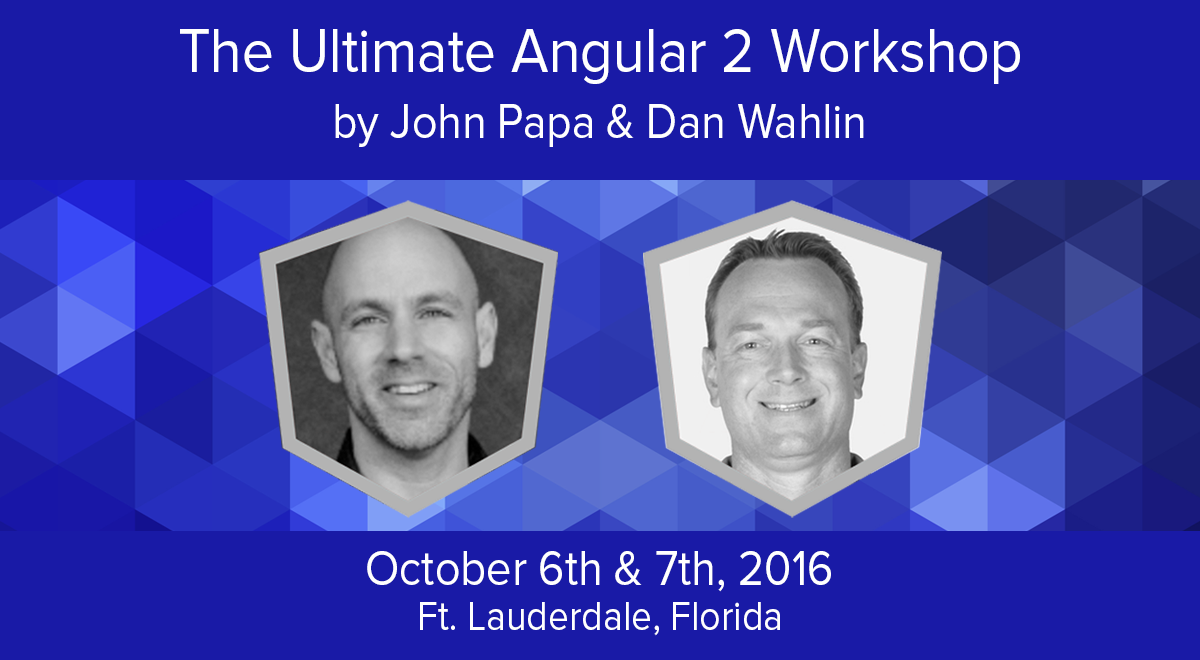 The Ultimate Angular 2 Workshop
by John Papa & Dan Wahlin
October 6th & 7th, 2016
Ft. Lauderdale, Florida